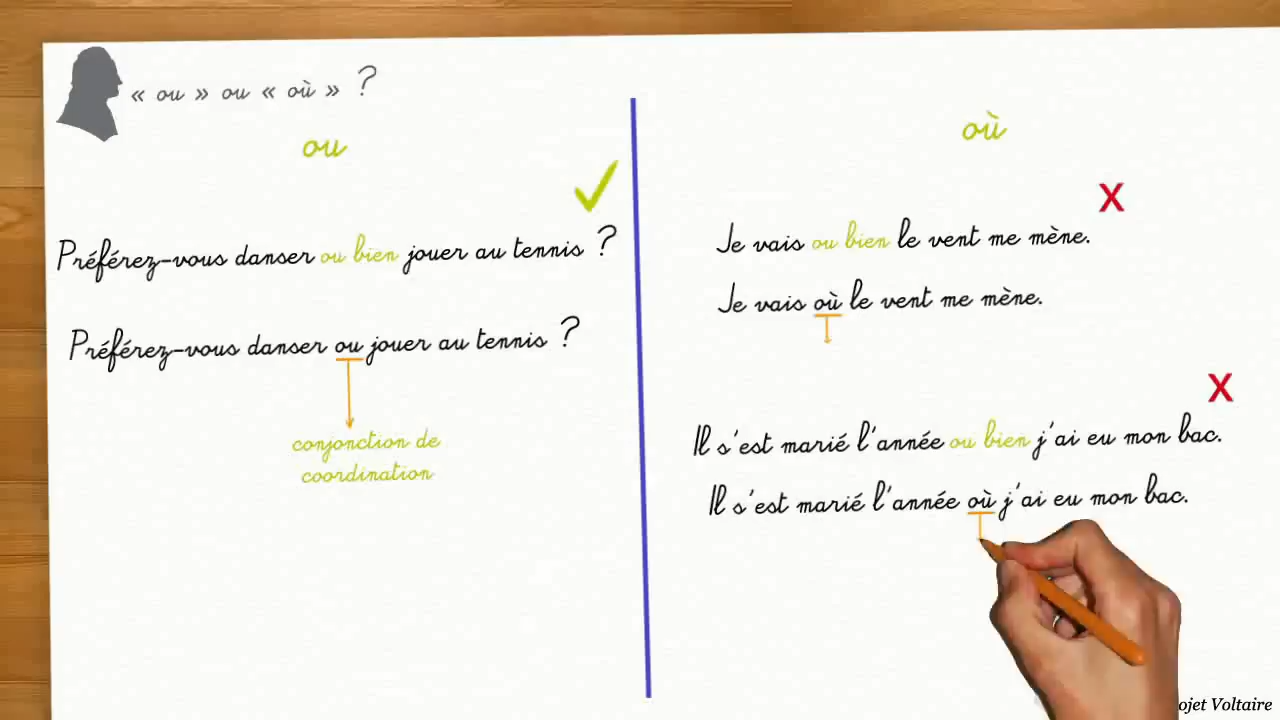 « ou » ou « où » ?
ou
Préférez-vous danser ou bien jouer au tennis ?
Préférez-vous danser ou jouer au tennis ?
conjonction de
coordination
où
X
Je vais ou bien le vent me mène.
Je vais où le vent me mène.
X
Il s'est marié l'année ou bien j'ai eu mon bac.
Il s'est marié l'année où j'ai eu mon bac.
ojet Voltaire